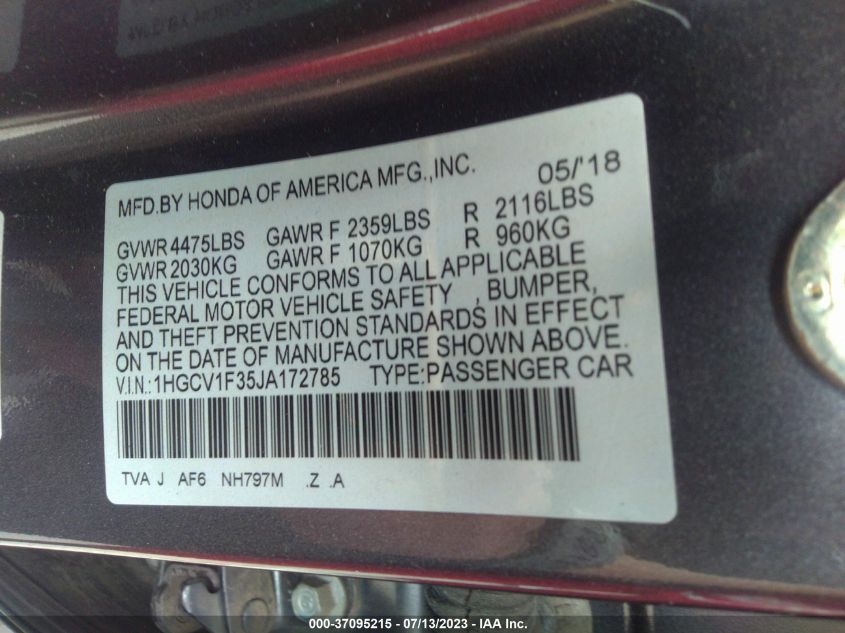 MFD.BY HONDA OF AMERICA MFG.,INC. 05/'18
GVWR 4475LBS GAWR F 2359LBS R 2116LBS
GVWR 2030KG GAWR F 1070KG R 960KG
THIS VEHICLE CONFORMS TO ALL APPLICABLE
FEDERAL MOTOR VEHICLE SAFETY , BUMPER,
AND THEFT PREVENTION STANDARDS IN EFFECT
ON THE DATE OF MANUFACTURE SHOWN ABOVE.
V.I.N.:1HGCV1F35JA172785 TYPE:PASSENGER CAR
TVA J AF6 NH797M .Z .A
000-37095215 - 07/13/2023 - IAA Inc.